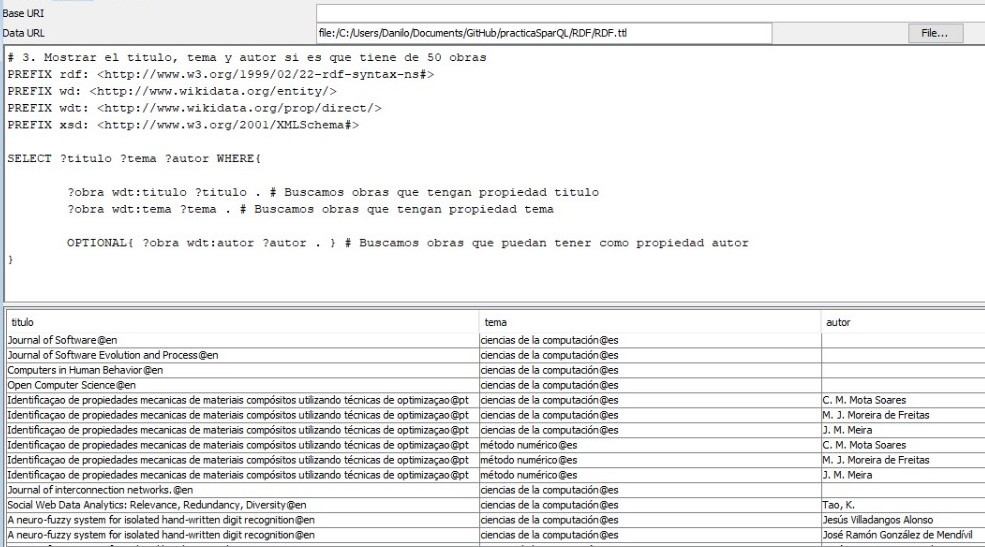 Base URI
Data URL file:/C:/Users/Danilo/Documents/GitHub/practicaSparQL/RDF/RDF.ttl File...
# 3. Mostrar el titulo, tema y autor si es que tiene de 50 obras
PREFIX rdf: <http://www.w3.org/1999/02/22-rdf-syntax-ns#>
PREFIX wd: <http://www.wikidata.org/entity/>
PREFIX wdt: <http://www.wikidata.org/prop/direct/>
PREFIX xsd: <http://www.w3.org/2001/XMLSchema#>
SELECT ?titulo ?tema ?autor WHERE{
?obra wdt:titulo ?titulo . # Buscamos obras que tengan propiedad titulo
?obra wdt:tema ?tema . # Buscamos obras que tengan propiedad tema
OPTIONAL{ ?obra wdt:autor ?autor . } # Buscamos obras que puedan tener como propiedad autor
}
titulo tema autor
Journal of Software@en ciencias de la computación@es
Journal of Software Evolution and Process@en ciencias de la computación@es
Computers in Human Behavior@en ciencias de la computación@es
Open Computer Science@en ciencias de la computación@es
Identificaçao de propiedades mecanicas de materiais compósitos utilizando técnicas de optimizaçao@pt ciencias de la computación@es C. M. Mota Soares
Identificaçao de propiedades mecanicas de materiais compósitos utilizando técnicas de optimizaçao@pt ciencias de la computación@es M. J. Moreira de Freitas
Identificaçao de propiedades mecanicas de materiais compósitos utilizando técnicas de optimizaçao@pt ciencias de la computación@es J. M. Meira
Identificaçao de propiedades mecanicas de materiais compósitos utilizando técnicas de optimizaçao@pt método numérico@es C. M. Mota Soares
Identificaçao de propiedades mecanicas de materiais compósitos utilizando técnicas de optimizaçao@pt método numérico@es M. J. Moreira de Freitas
Identificaçao de propiedades mecanicas de materiais compósitos utilizando técnicas de optimizaçao@pt método numérico@es J. M. Meira
Journal of interconnection networks.@en ciencias de la computación@es
Social Web Data Analytics: Relevance, Redundancy, Diversity@en ciencias de la computación@es Tao, K.
A neuro-fuzzy system for isolated hand-written digit recognition@en ciencias de la computación@es Jesús Villadangos Alonso
A neuro-fuzzy system for isolated hand-written digit recognition@en ciencias de la computación@es José Ramón González de Mendívil